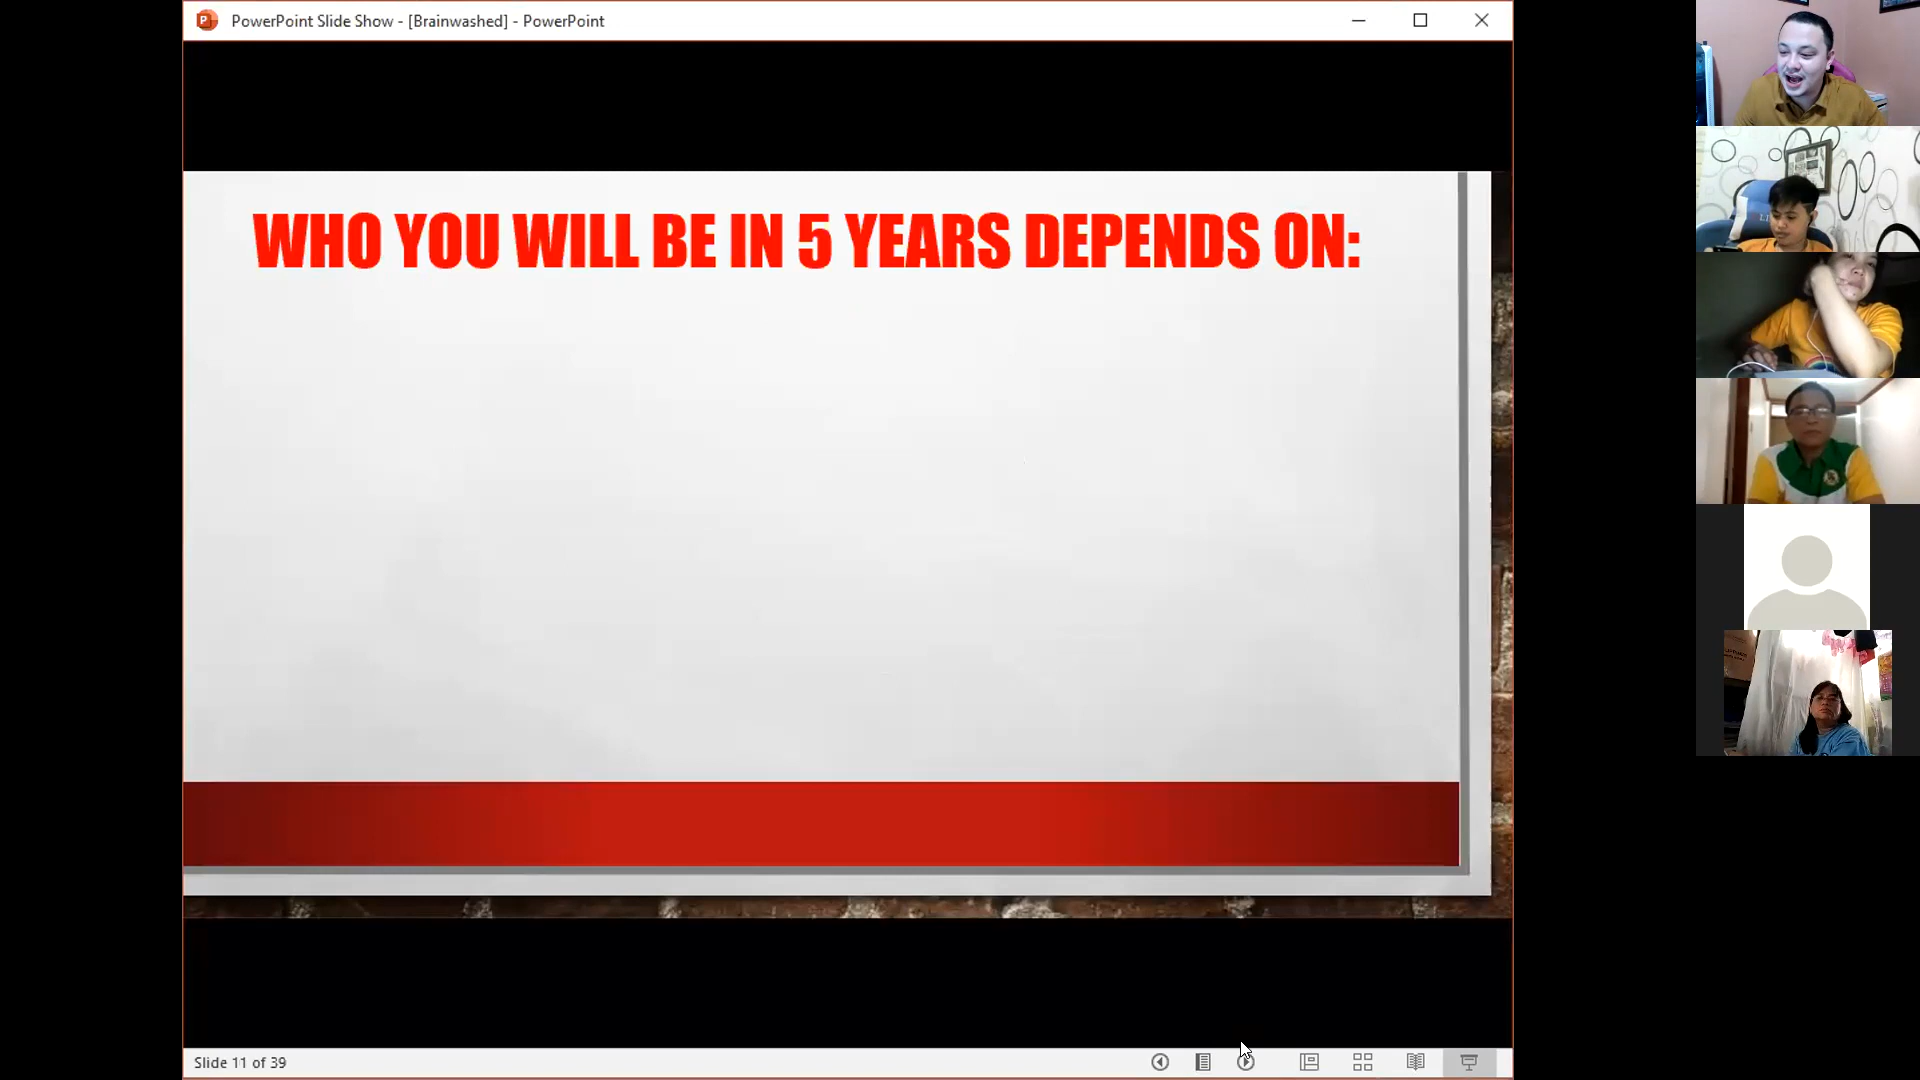 PowerPoint Slide Show - [Brainwashed] - PowerPoint
WHO YOU WILL BE IN 5 YEARS DEPENDS ON:
Slide 11 of 39